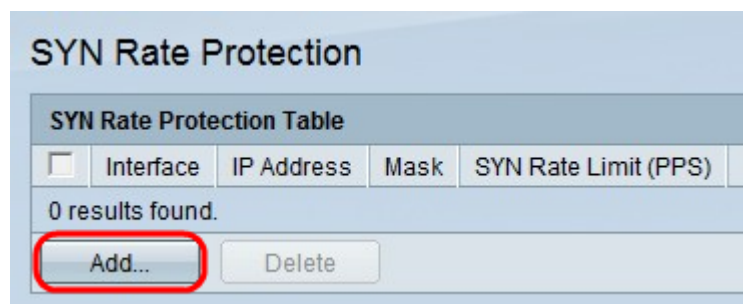 SYN Rate Protection
SYN Rate Protection Table
Interface IP Address Mask SYN Rate Limit (PPS)
0 results found.
Add... Delete